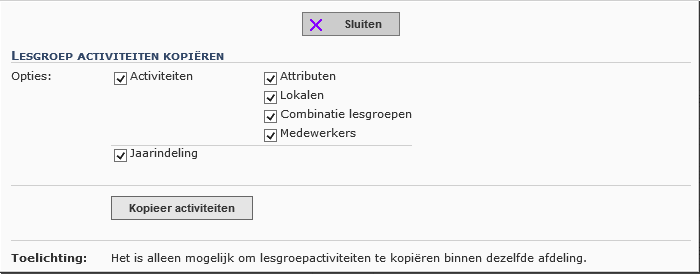 Sluiten
LESGROEP ACTIVITEITEN KOPIËREN
Opties: Activiteiten Attributen
Lokalen
Combinatie lesgroepen
Medewerkers
Jaarindeling
Kopieer activiteiten
Toelichting: Het is alleen mogelijk om lesgroepactiviteiten te kopiëren binnen dezelfde afdeling.